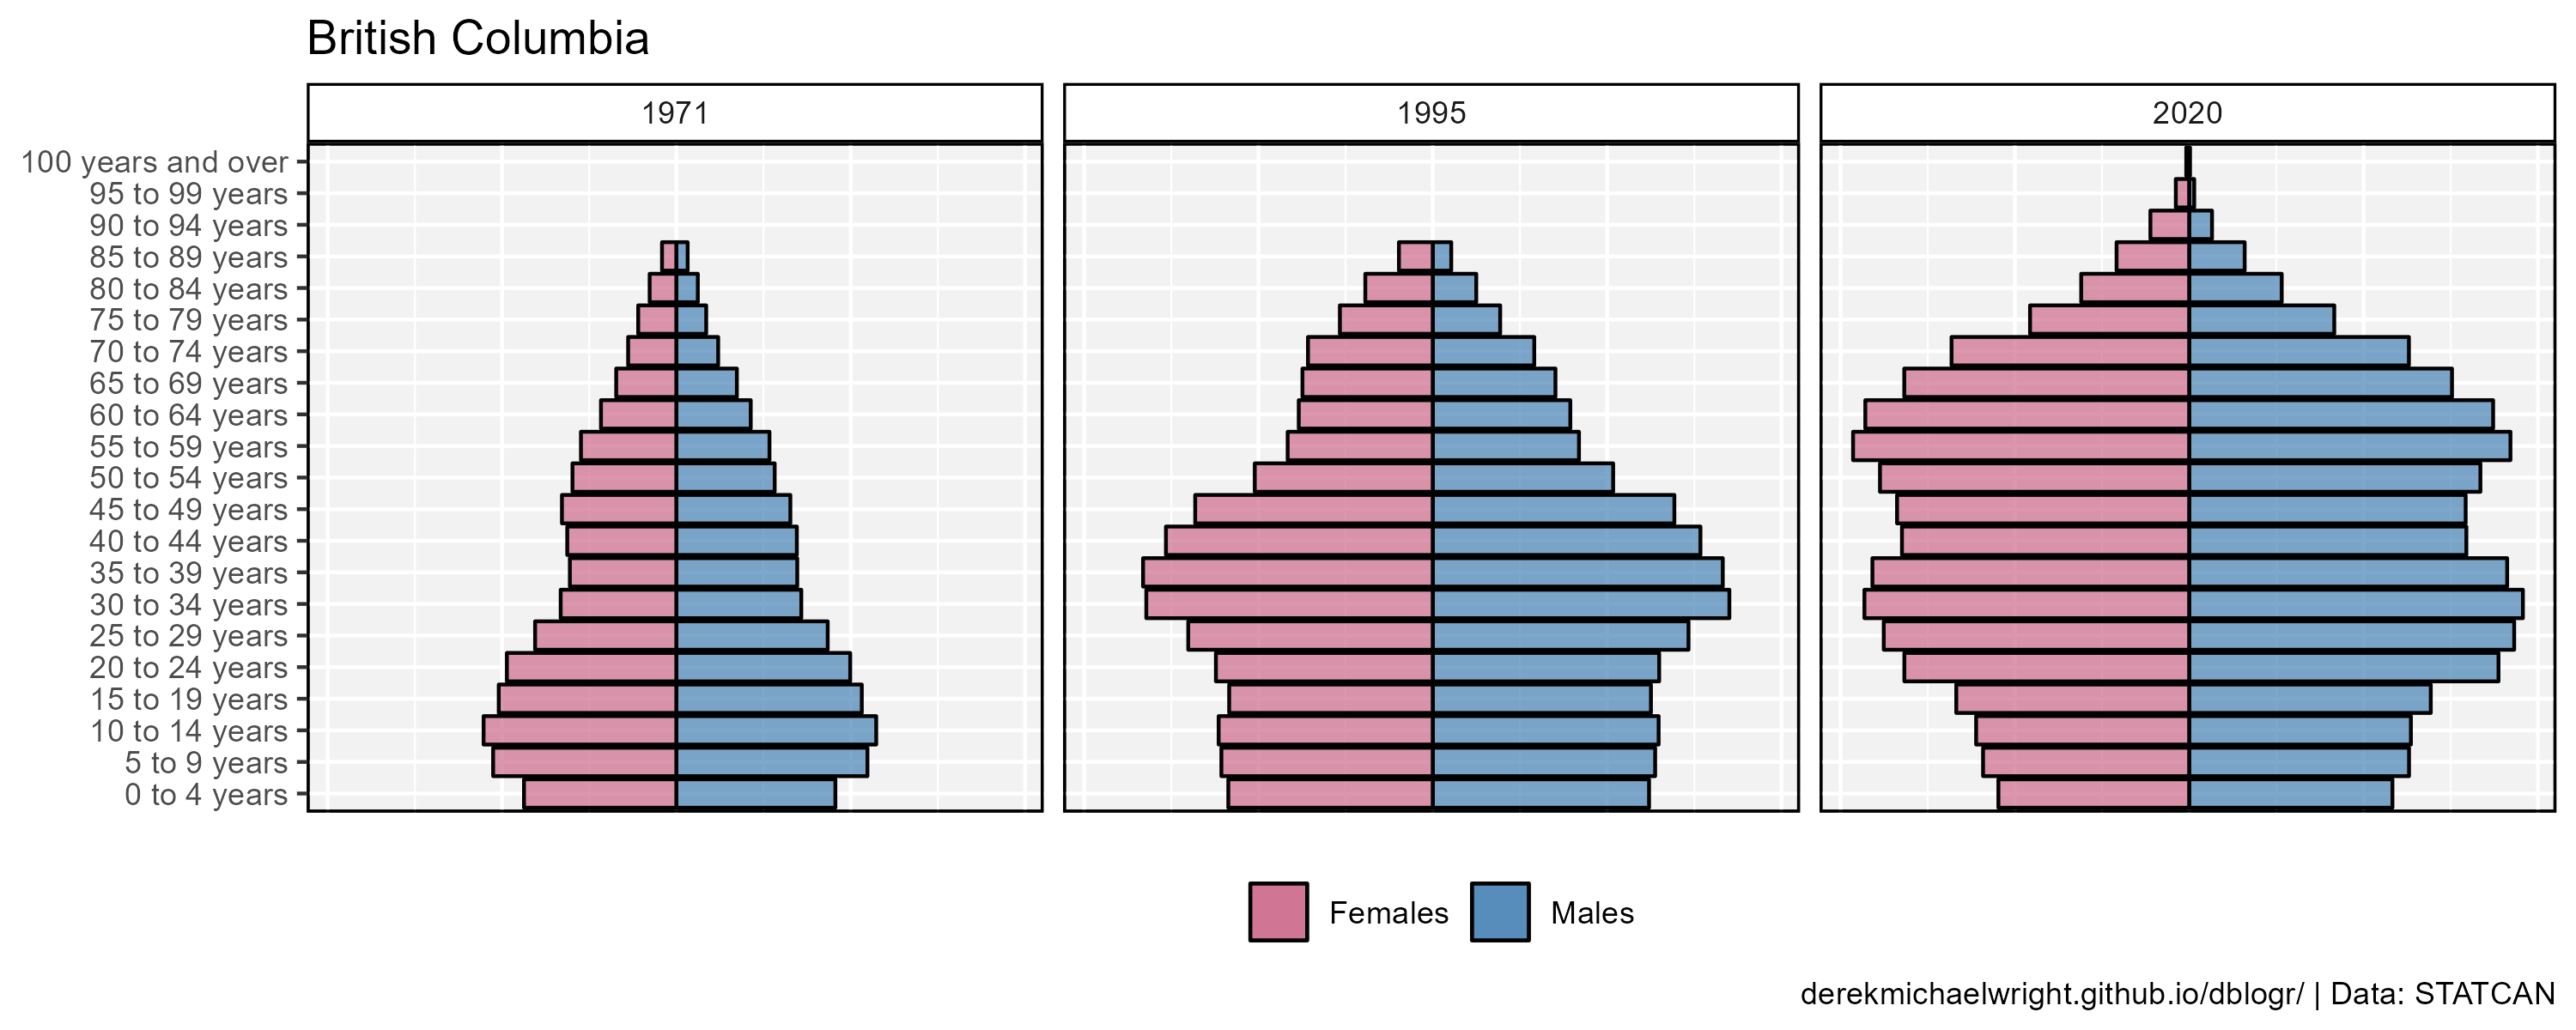 British Columbia
1971
1995
2020
100 years and over
95 to 99 years
90 to 94 years
85 to 89 years
80 to 84 years
75 to 79 years
70 to 74 years
65 to 69 years
60 to 64 years
55 to 59 years
50 to 54 years
45 to 49 years
40 to 44 years
35 to 39 years
30 to 34 years
25 to 29 years
20 to 24 years
15 to 19 years
10 to 14 years
5 to 9 years
0 to 4 years
Females
Males
derekmichaelwright.github.io/dblogr/ | Data: STATCAN